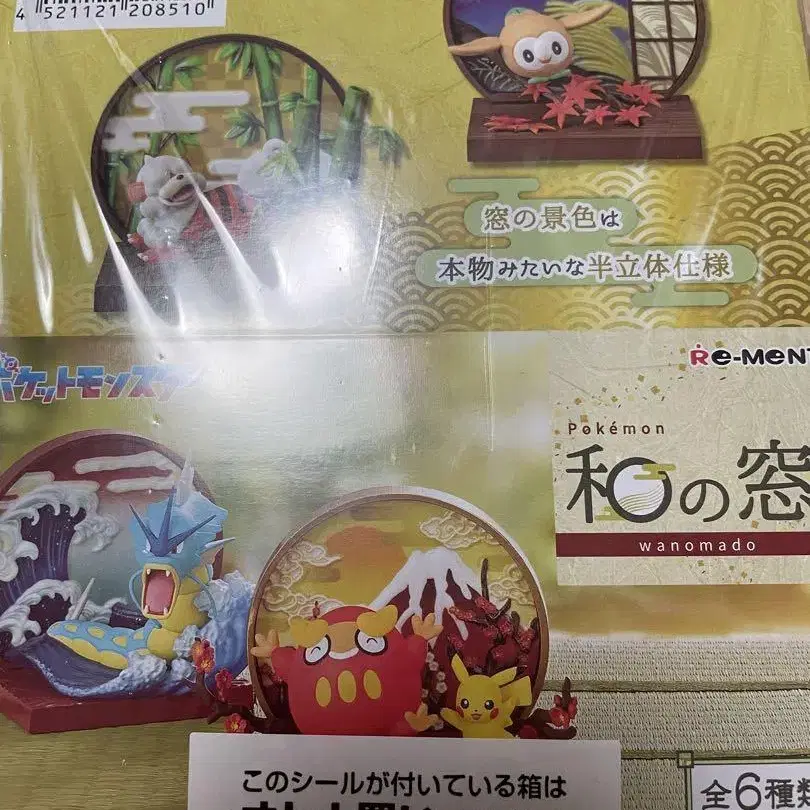 4 521121 208510
窓の景色は
本物みたいな半立体仕様
ポケットモンスター
Re-MENT
Pokémon
和の窓
wanomado
このシールが付いている箱は
全6種類